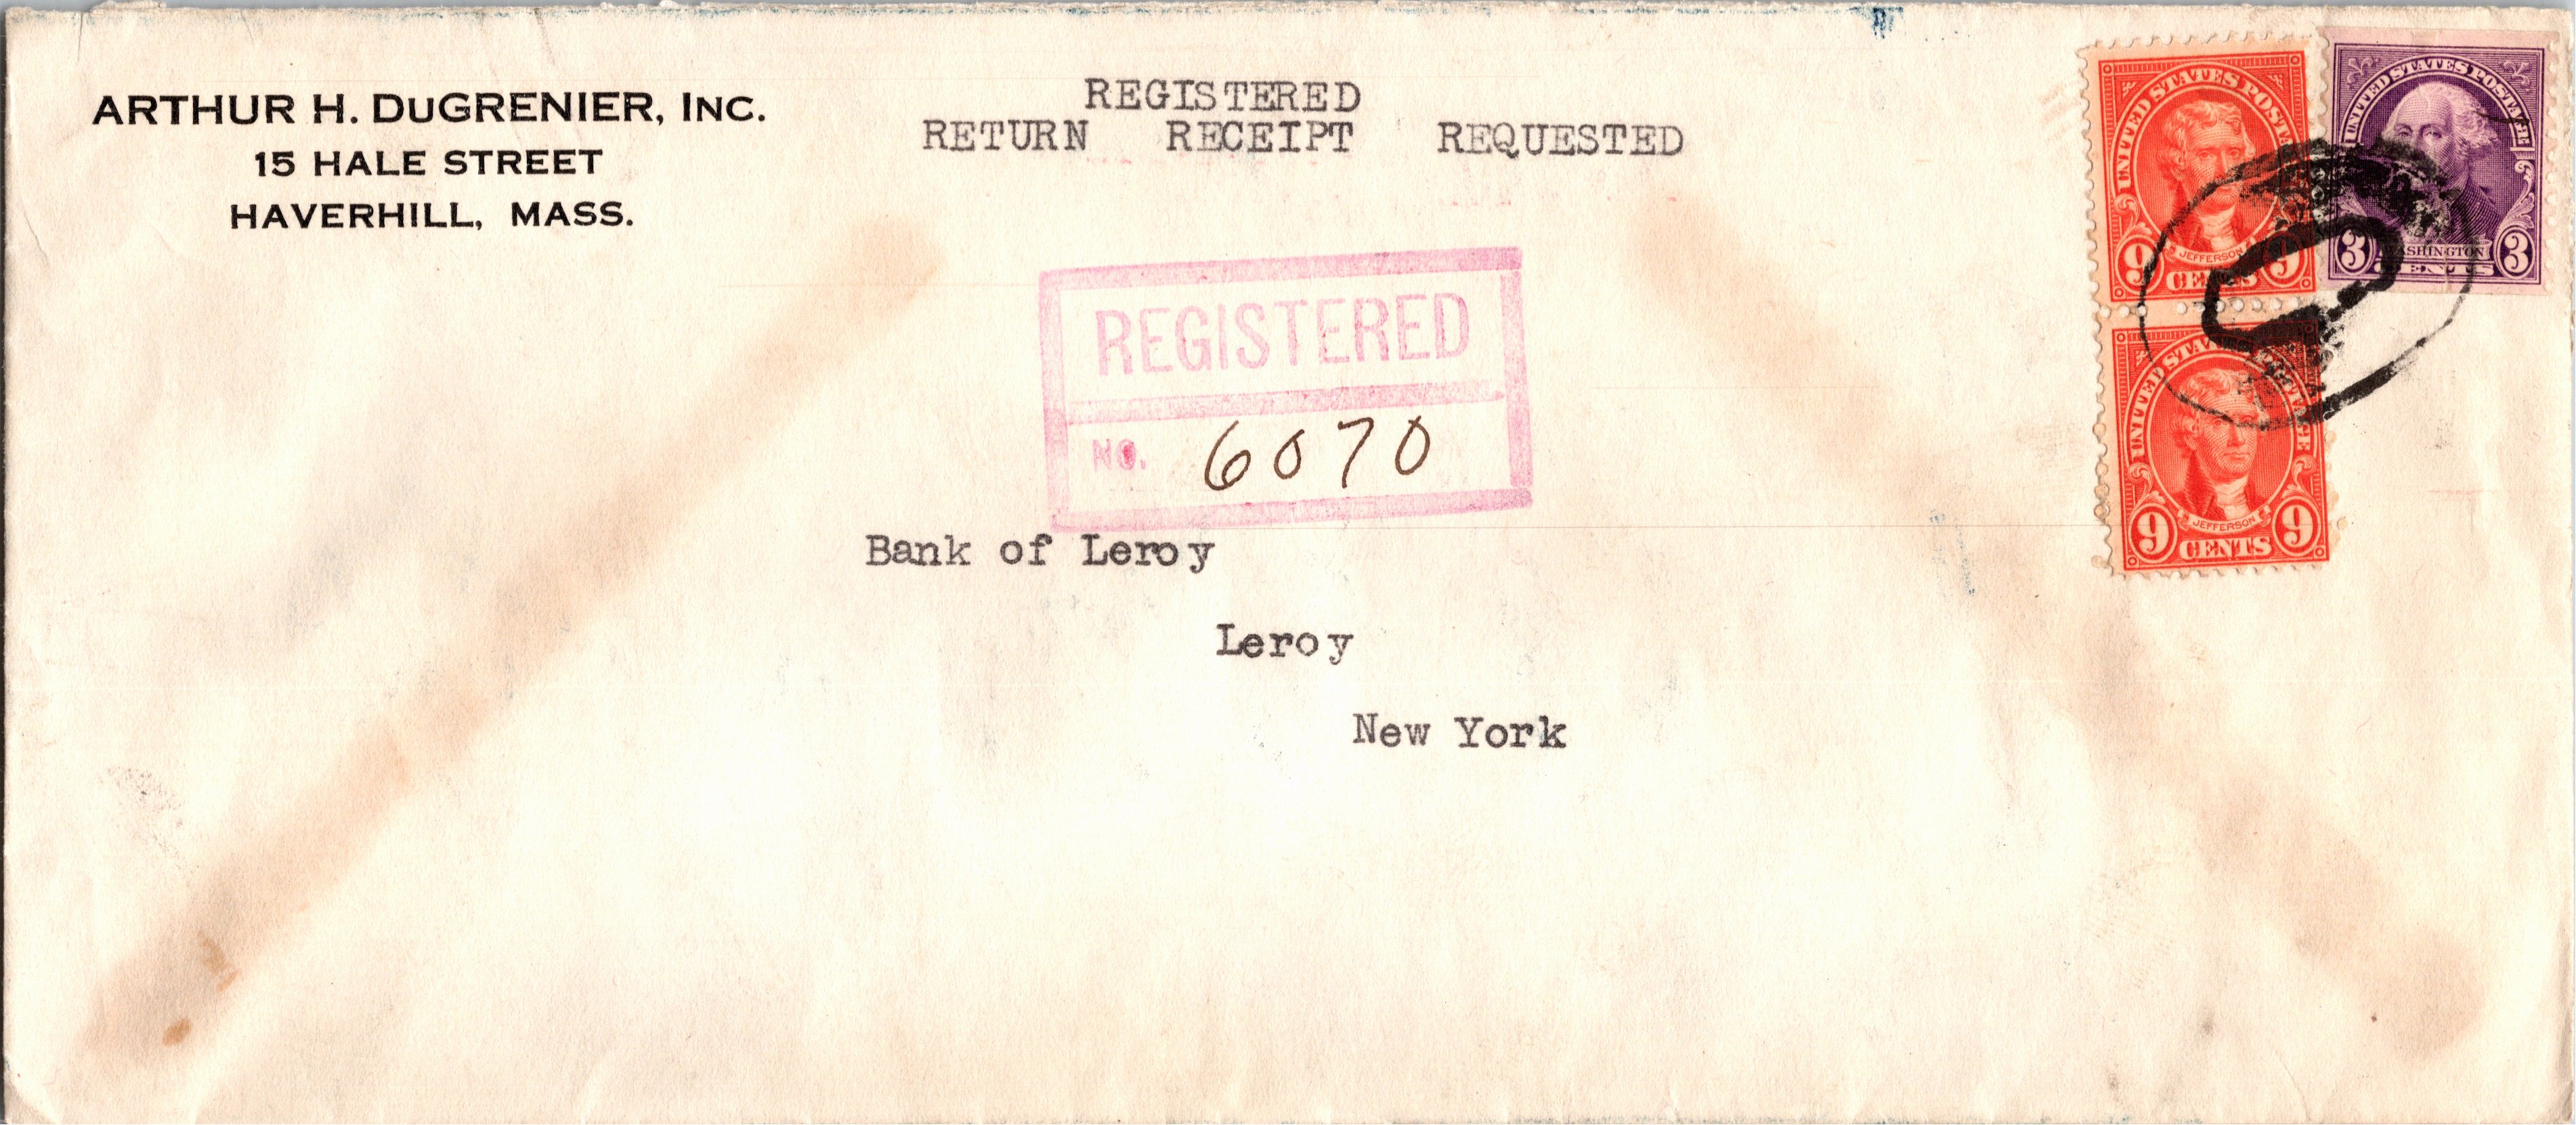 ARTHUR H. DUGRENIER, INC.
15 HALE STREET
HAVERHILL, MASS.
REGISTERED
RETURN RECEIPT REQUESTED
REGISTERED
NO. 6070
Bank of Leroy
Leroy
New York
UNITED STATES POSTAGE
JEFFERSON
9 CENTS 9
UNITED STATES POSTAGE
WASHINGTON
3 CENTS 3
UNITED STATES POSTAGE
JEFFERSON
9 CENTS 9